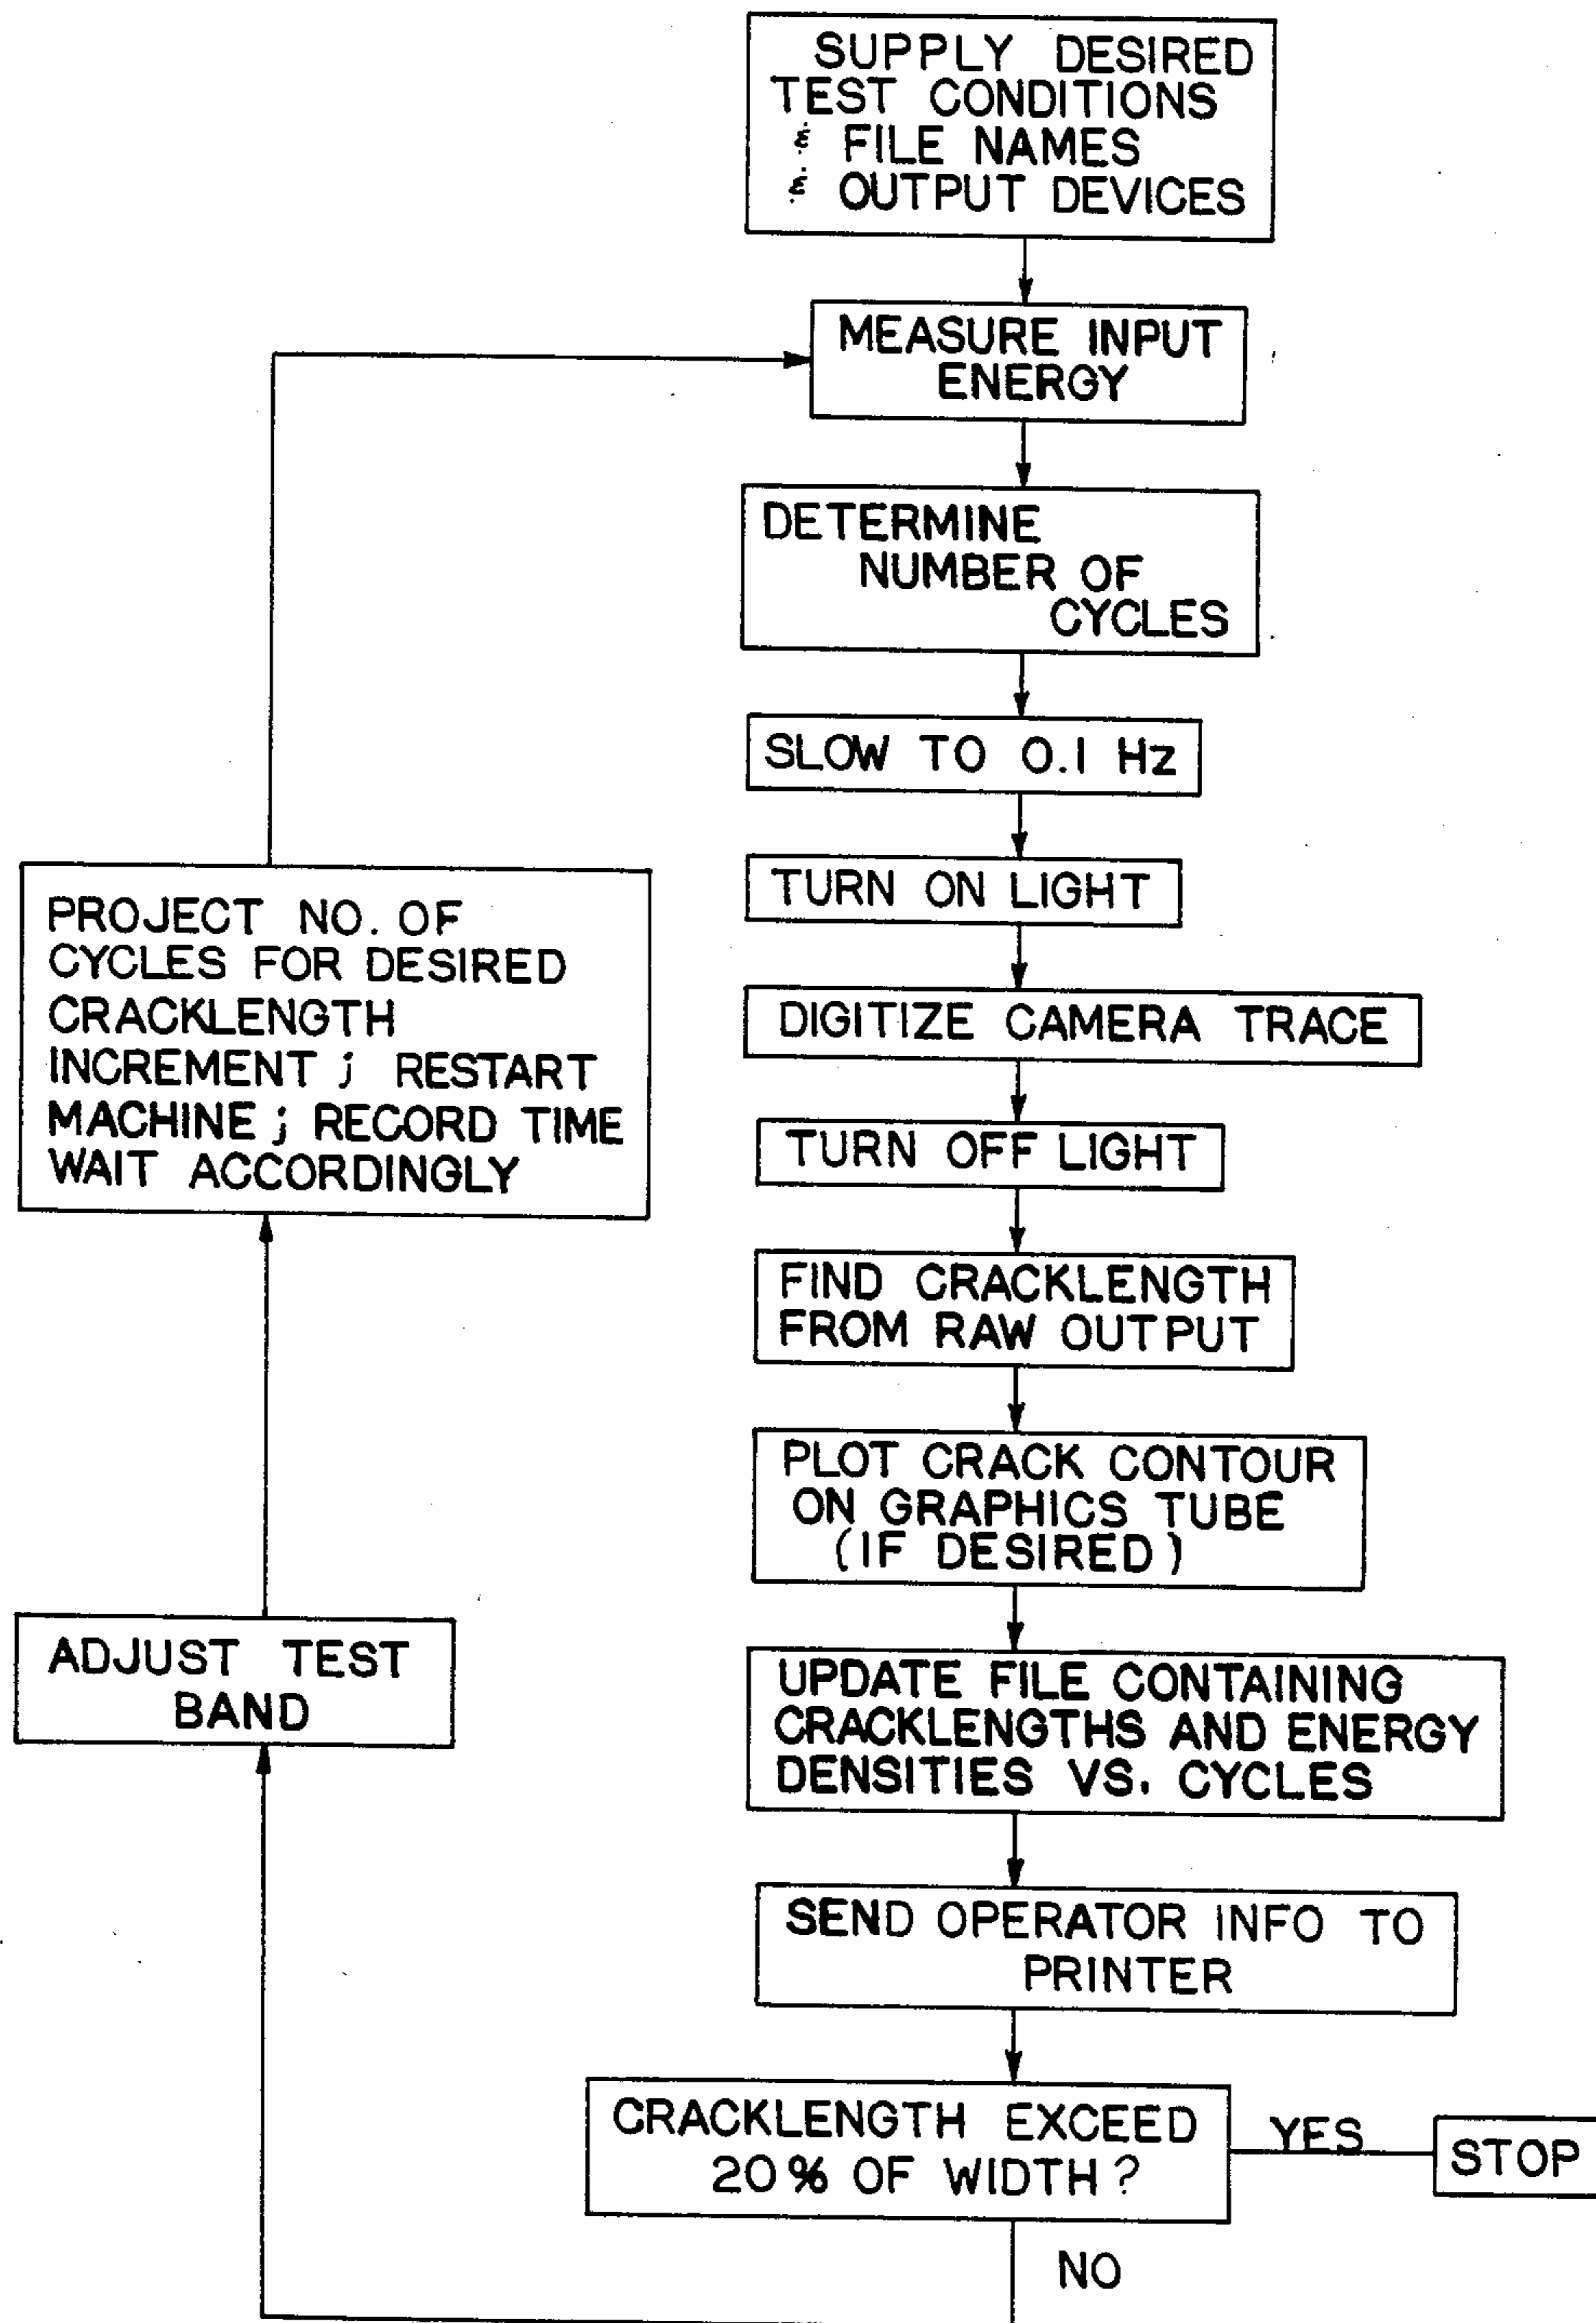 SUPPLY DESIRED
TEST CONDITIONS
FILE NAMES
OUTPUT DEVICES
MEASURE INPUT
ENERGY
DETERMINE
NUMBER OF
CYCLES
SLOW TO 0.1 Hz
TURN ON LIGHT
DIGITIZE CAMERA TRACE
TURN OFF LIGHT
FIND CRACKLENGTH
FROM RAW OUTPUT
PLOT CRACK CONTOUR
ON GRAPHICS TUBE
(IF DESIRED)
UPDATE FILE CONTAINING
CRACKLENGTHS AND ENERGY
DENSITIES VS. CYCLES
SEND OPERATOR INFO TO
PRINTER
CRACKLENGTH EXCEED
20% OF WIDTH?
YES
STOP
NO
ADJUST TEST
BAND
PROJECT NO. OF
CYCLES FOR DESIRED
CRACKLENGTH
INCREMENT; RESTART
MACHINE; RECORD TIME
WAIT ACCORDINGLY